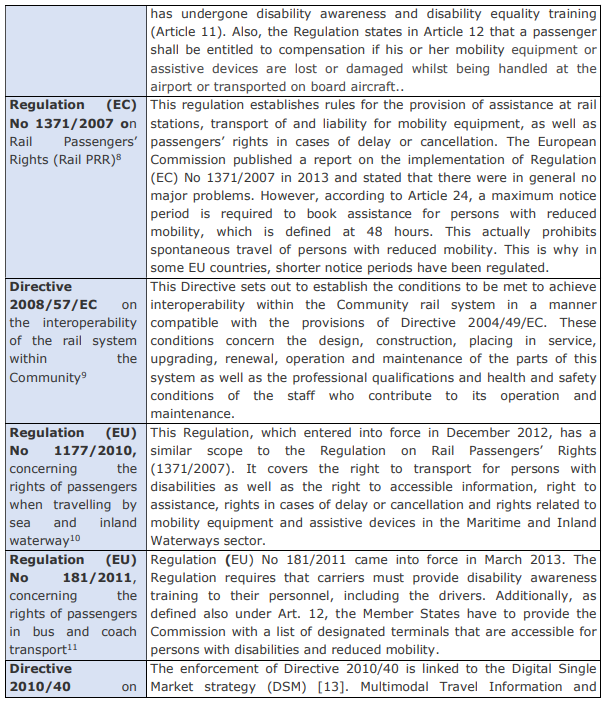 has undergone disability awareness and disability equality training
(Article 11). Also, the Regulation states in Article 12 that a passenger
shall be entitled to compensation if his or her mobility equipment or
assistive devices are lost or damaged whilst being handled at the
airport or transported on board aircraft..
Regulation (EC)
No 1371/2007 on
Rail Passengers'
Rights (Rail PRR)8
This regulation establishes rules for the provision of assistance at rail
stations, transport of and liability for mobility equipment, as well as
passengers' rights in cases of delay or cancellation. The European
Commission published a report on the implementation of Regulation
(EC) No 1371/2007 in 2013 and stated that there were in general no
major problems. However, according to Article 24, a maximum notice
period is required to book assistance for persons with reduced
mobility, which is defined at 48 hours. This actually prohibits
spontaneous travel of persons with reduced mobility. This is why in
some EU countries, shorter notice periods have been regulated.
Directive
2008/57/EC on
the interoperability
of the rail system
within the
Community9
This Directive sets out to establish the conditions to be met to achieve
interoperability within the Community rail system in a manner
compatible with the provisions of Directive 2004/49/EC. These
conditions concern the design, construction, placing in service,
upgrading, renewal, operation and maintenance of the parts of this
system as well as the professional qualifications and health and safety
conditions of the staff who contribute to its operation and
maintenance.
Regulation (EU)
No 1177/2010,
concerning the
rights of passengers
when travelling by
sea and inland
waterway10
This Regulation, which entered into force in December 2012, has a
similar scope to the Regulation on Rail Passengers' Rights
(1371/2007). It covers the right to transport for persons with
disabilities as well as the right to accessible information, right to
assistance, rights in cases of delay or cancellation and rights related to
mobility equipment and assistive devices in the Maritime and Inland
Waterways sector.
Regulation (EU)
No 181/2011,
concerning the
rights of passengers
in bus and coach
transport11
Regulation (EU) No 181/2011 came into force in March 2013. The
Regulation requires that carriers must provide disability awareness
training to their personnel, including the drivers. Additionally, as
defined also under Art. 12, the Member States have to provide the
Commission with a list of designated terminals that are accessible for
persons with disabilities and reduced mobility.
Directive
2010/40 on
The enforcement of Directive 2010/40 is linked to the Digital Single
Market strategy (DSM) [13]. Multimodal Travel Information and